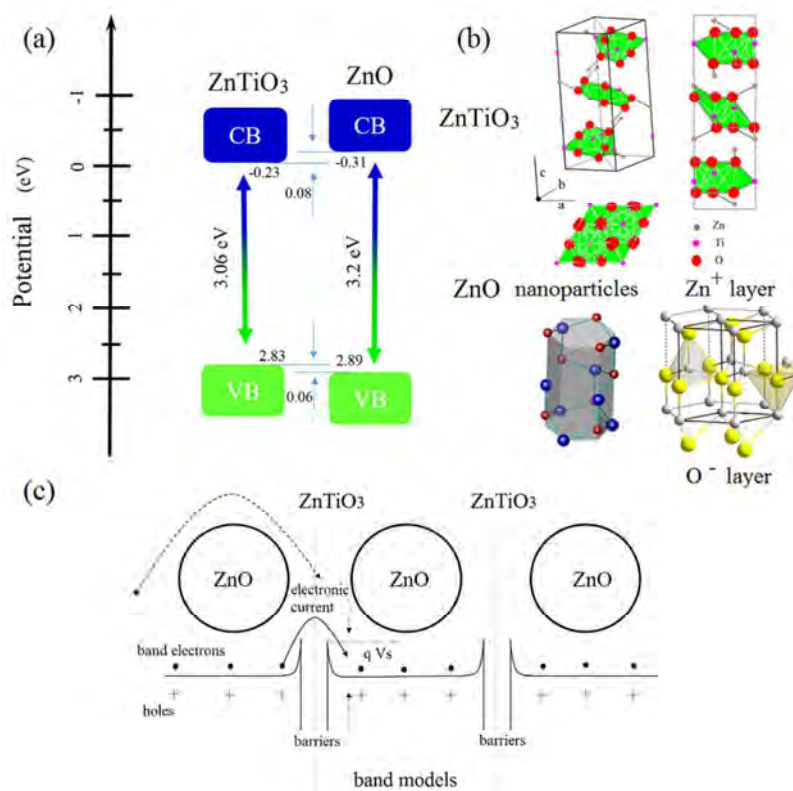 (a)
ZnTiO3
ZnO
CB
CB
-1
0
1
2
3
Potential (eV)
-0.23
-0.31
0.08
3.06 eV
3.2 eV
2.83
2.89
0.06
VB
VB
(b)
ZnTiO3
c
b
a
Zn
Ti
O
ZnO nanoparticles
Zn+ layer
O- layer
(c)
ZnTiO3
ZnTiO3
ZnO
ZnO
ZnO
electronic
current
band electrons
q Vs
holes
barriers
barriers
band models